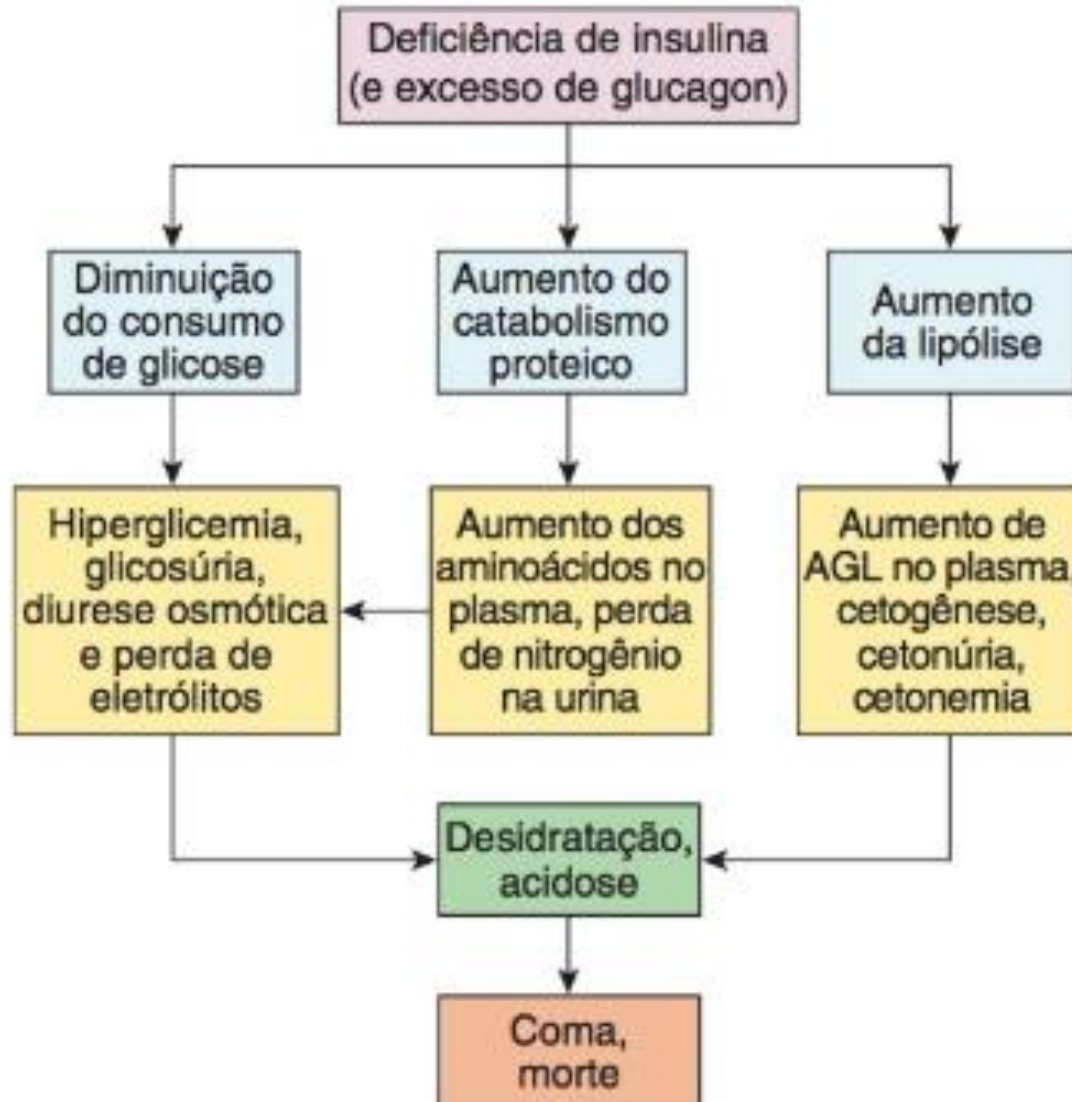 Deficiência de insulina
(e excesso de glucagon)
Diminuição
do consumo
de glicose
Aumento do
catabolismo
proteico
Aumento
da lipólise
Hiperglicemia,
glicosúria,
diurese osmótica
e perda de
eletrólitos
Aumento dos
aminoácidos no
plasma, perda
de nitrogênio
na urina
Aumento de
AGL no plasma,
cetogênese,
cetonúria,
cetonemia
Desidratação,
acidose
Coma,
morte